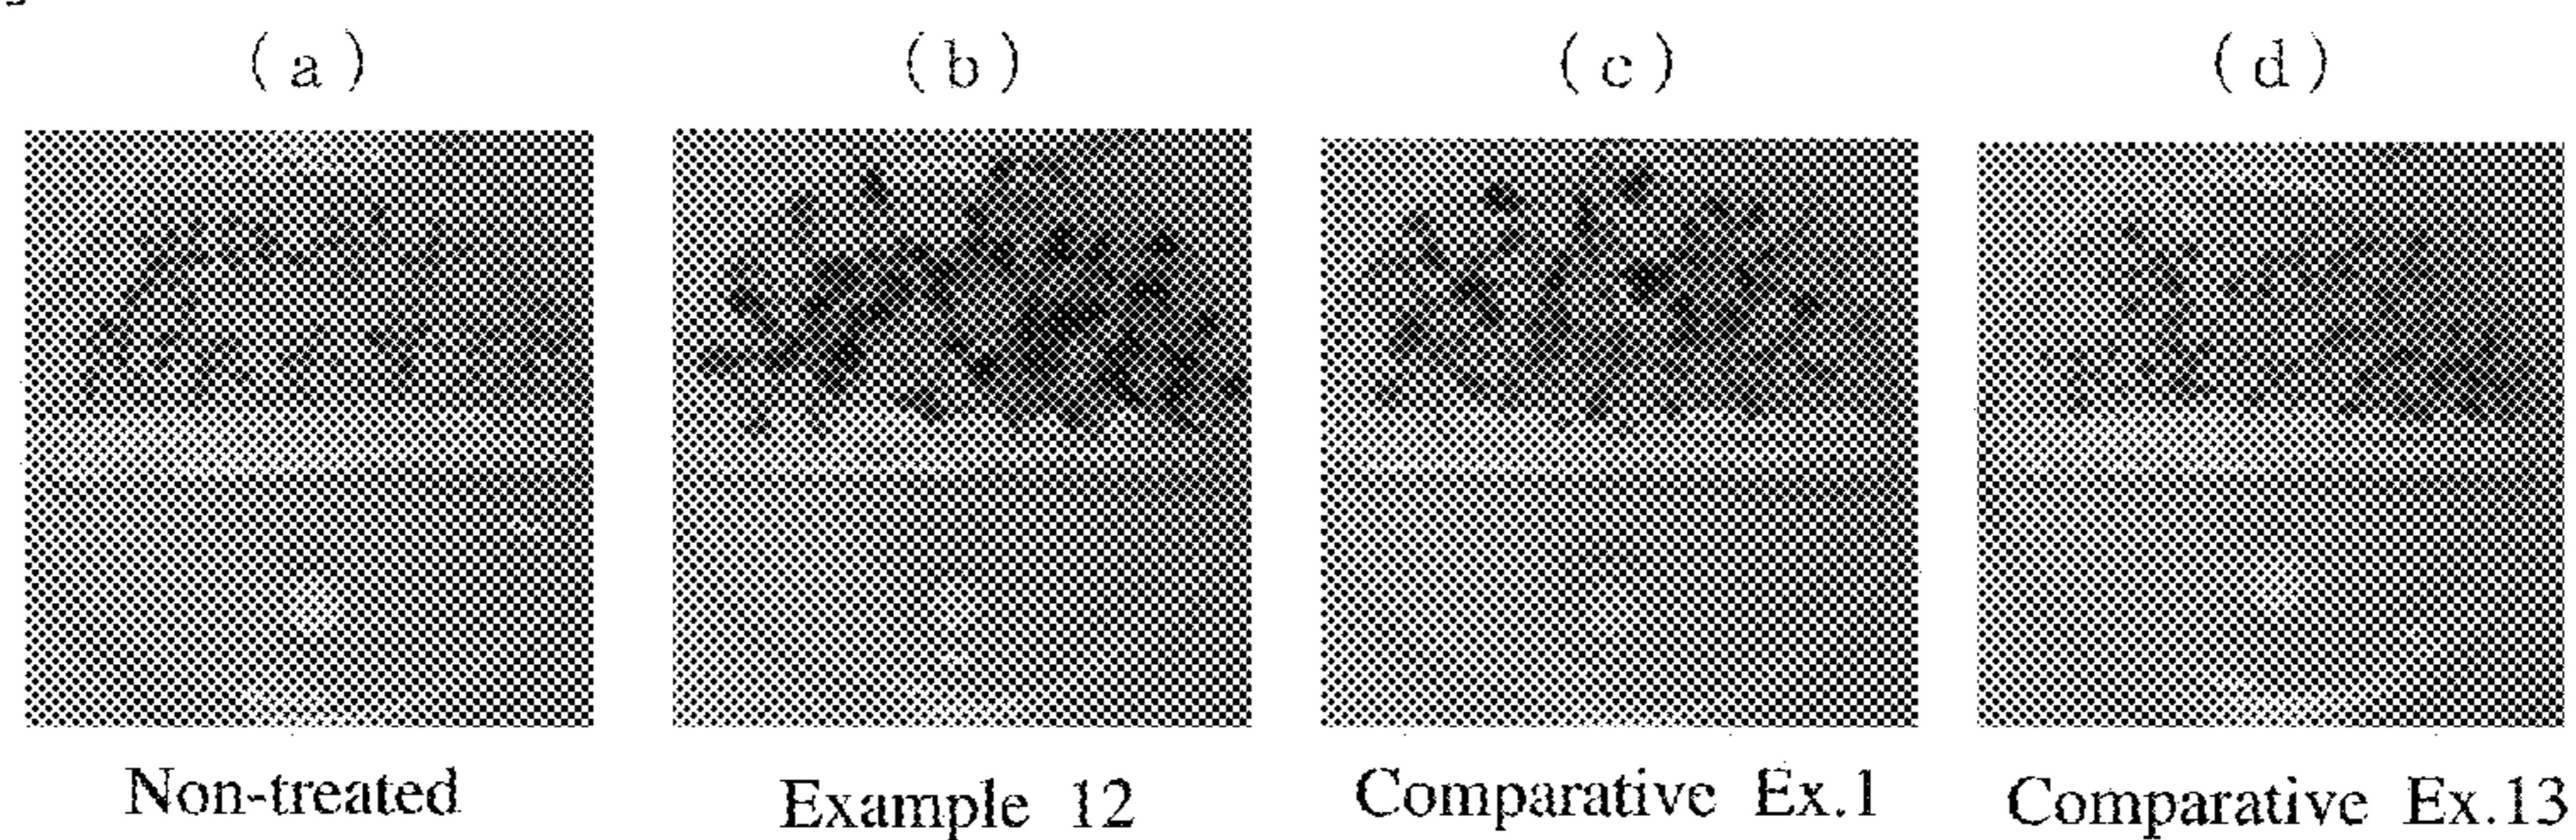 (a) (b) (c) (d)
Non-treated Example 12 Comparative Ex.1 Comparative Ex.13